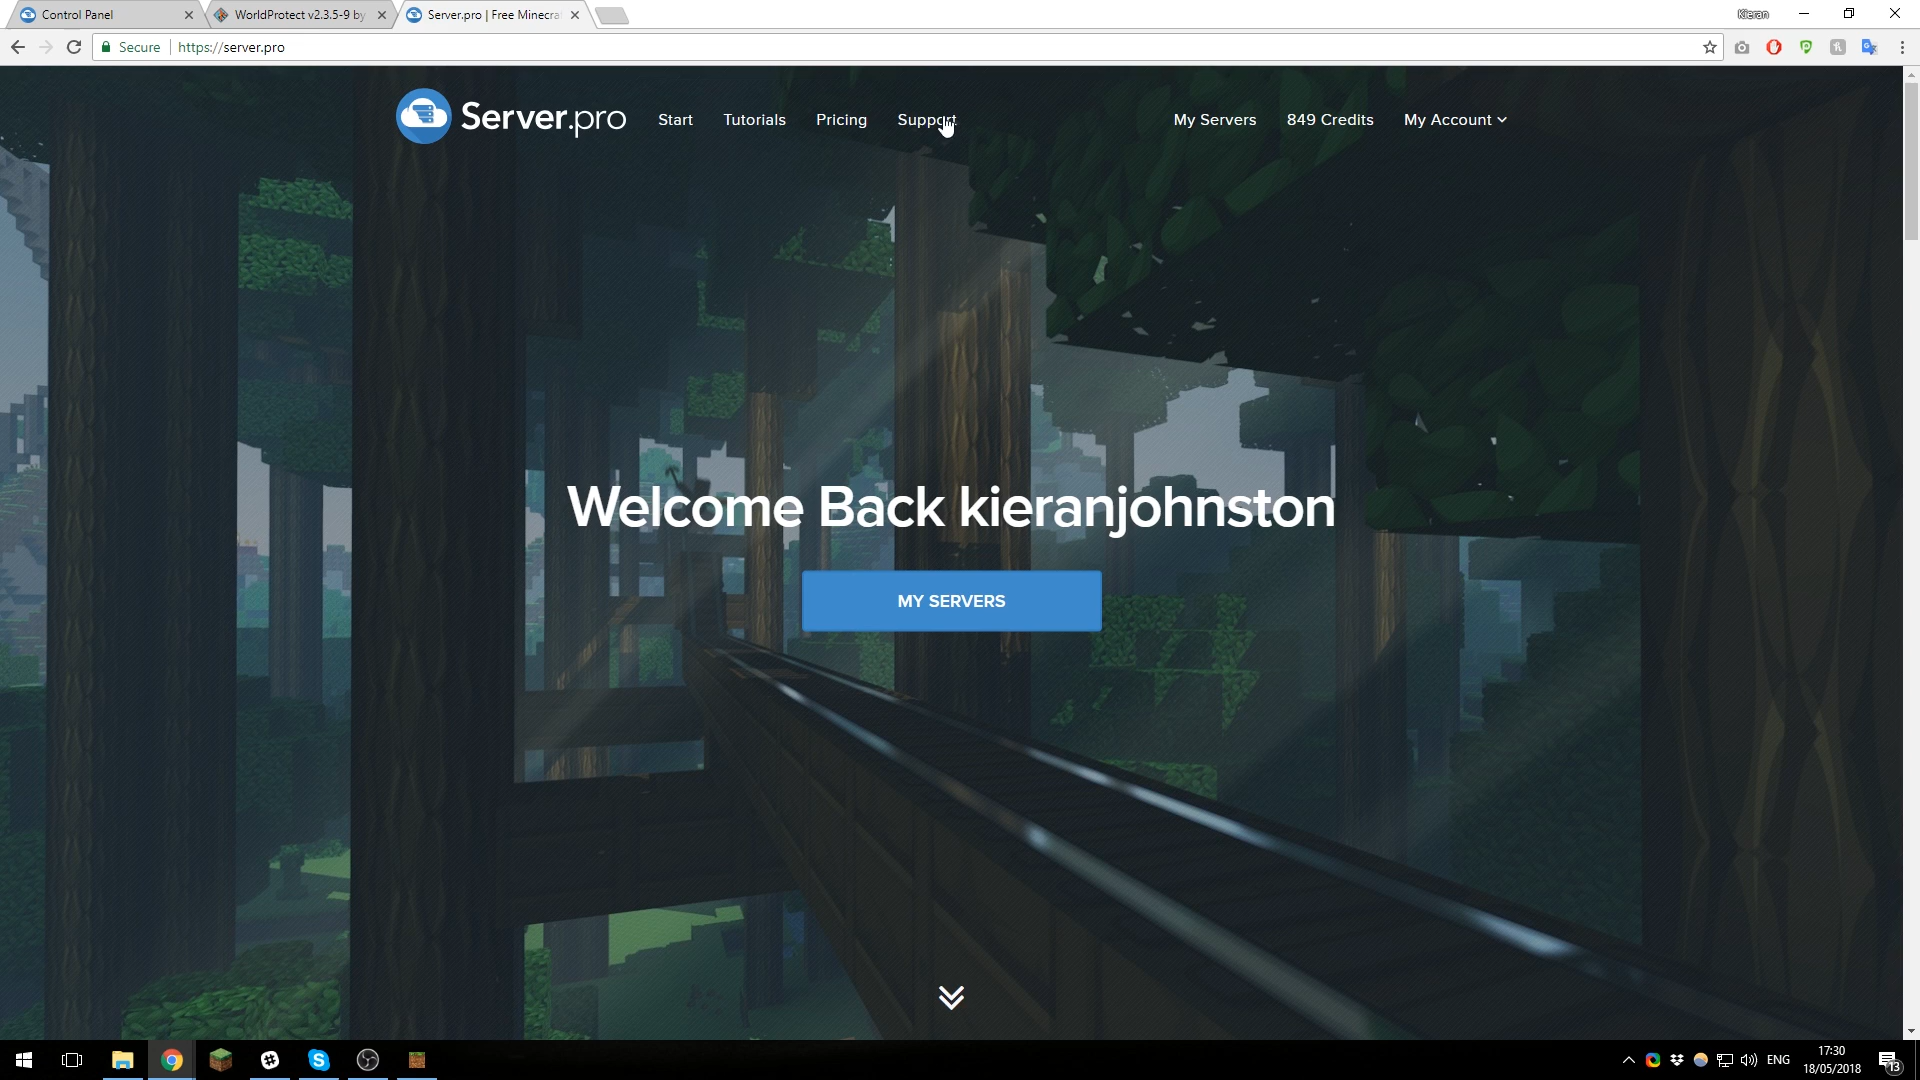 Control Panel
WorldProtect v2.3.5-9 by
Server.pro | Free Minecra
Kieran
Secure
https://server.pro
Server.pro
Start
Tutorials
Pricing
Support
My Servers
849 Credits
My Account
Welcome Back kieranjohnston
MY SERVERS
ENG
17:30
18/05/2018
13